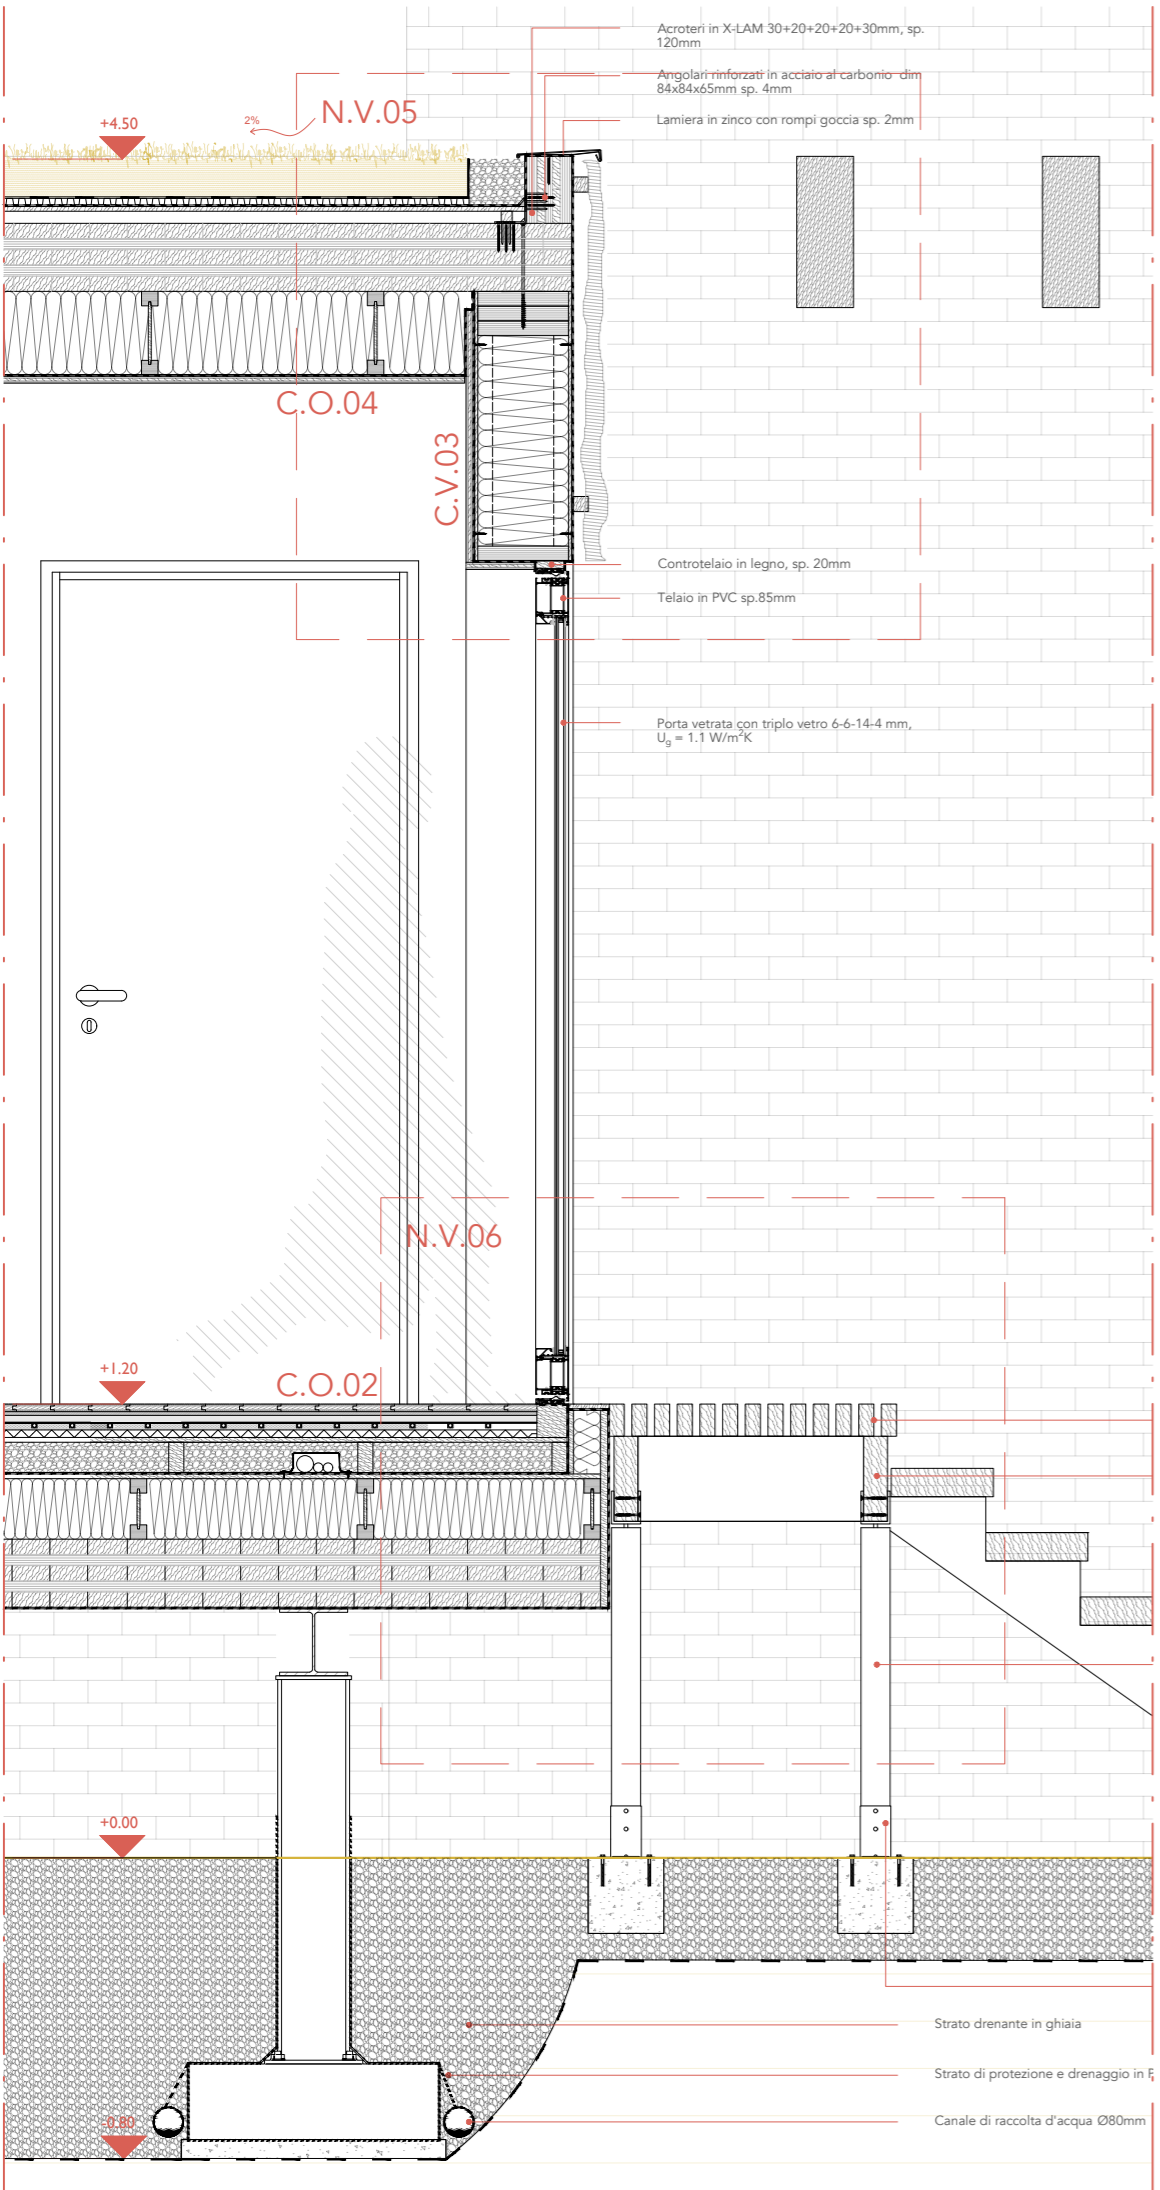 Acroteri in X-LAM 30+20+20+20+30mm, sp.
120mm
Angolari rinforzati in acciaio al carbonio dim
84x84x65mm sp. 4mm
Lamiera in zinco con rompi goccia sp. 2mm
N.V.05
2%
+4.50
C.O.04
C.V.03
Controtelaio in legno, sp. 20mm
Telaio in PVC sp.85mm
Porta vetrata con triplo vetro 6-6-14-4 mm,
Ug = 1.1 W/m²K
N.V.06
+1.20
C.O.02
+0.00
Strato drenante in ghiaia
Strato di protezione e drenaggio in
Canale di raccolta d'acqua Ø80mm
-0.80